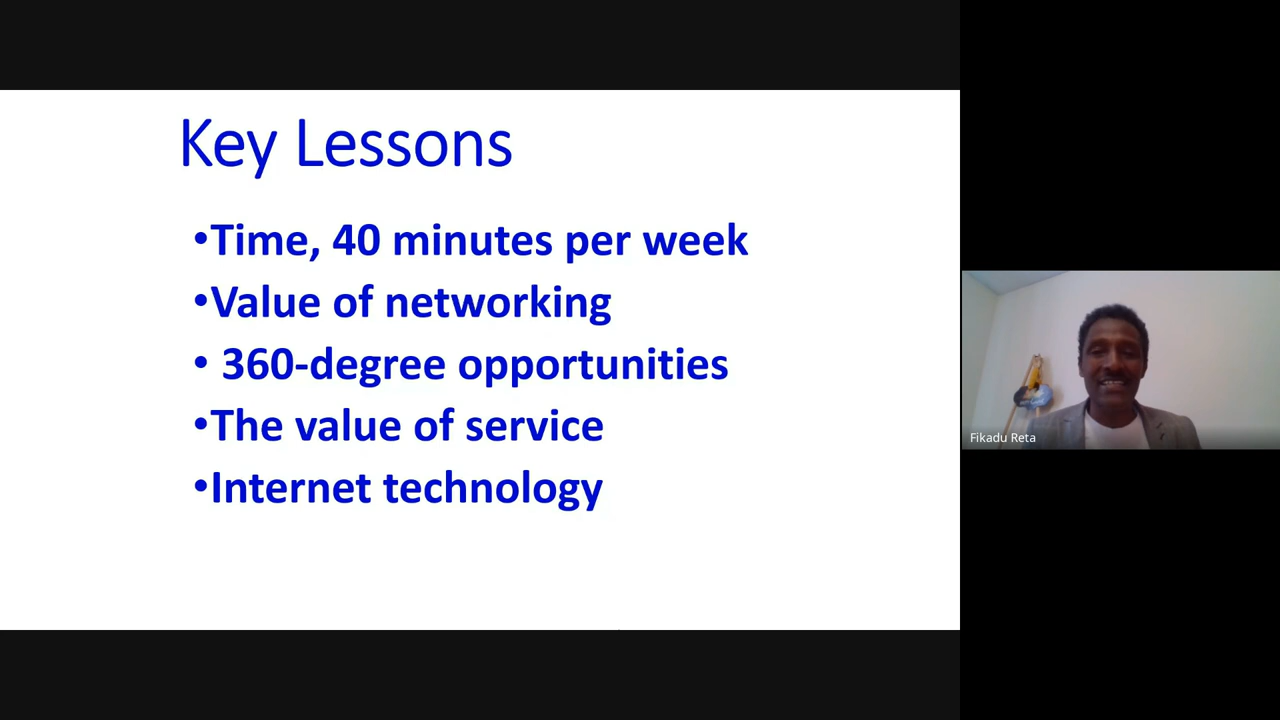 Key Lessons
•Time, 40 minutes per week
•Value of networking
• 360-degree opportunities
•The value of service
•Internet technology
Fikadu Reta